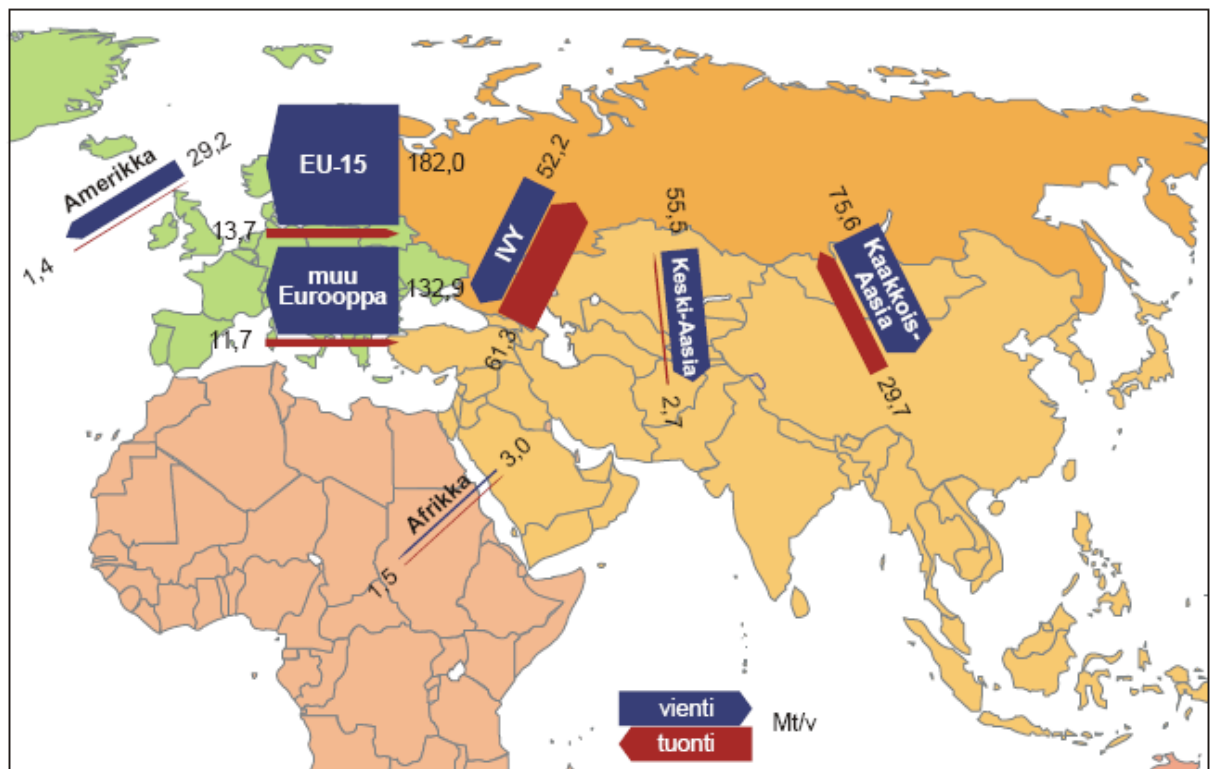 Amerikka
29,2
1,4
EU-15
182,0
13,7
muu
Eurooppa
132,9
11,7
IVY
52,2
61,3
55,5
Keski-Aasia
2,7
75,6
Kaakkois-
Aasia
29,7
Afrikka
3,0
1,5
vienti
tuonti
Mt/v